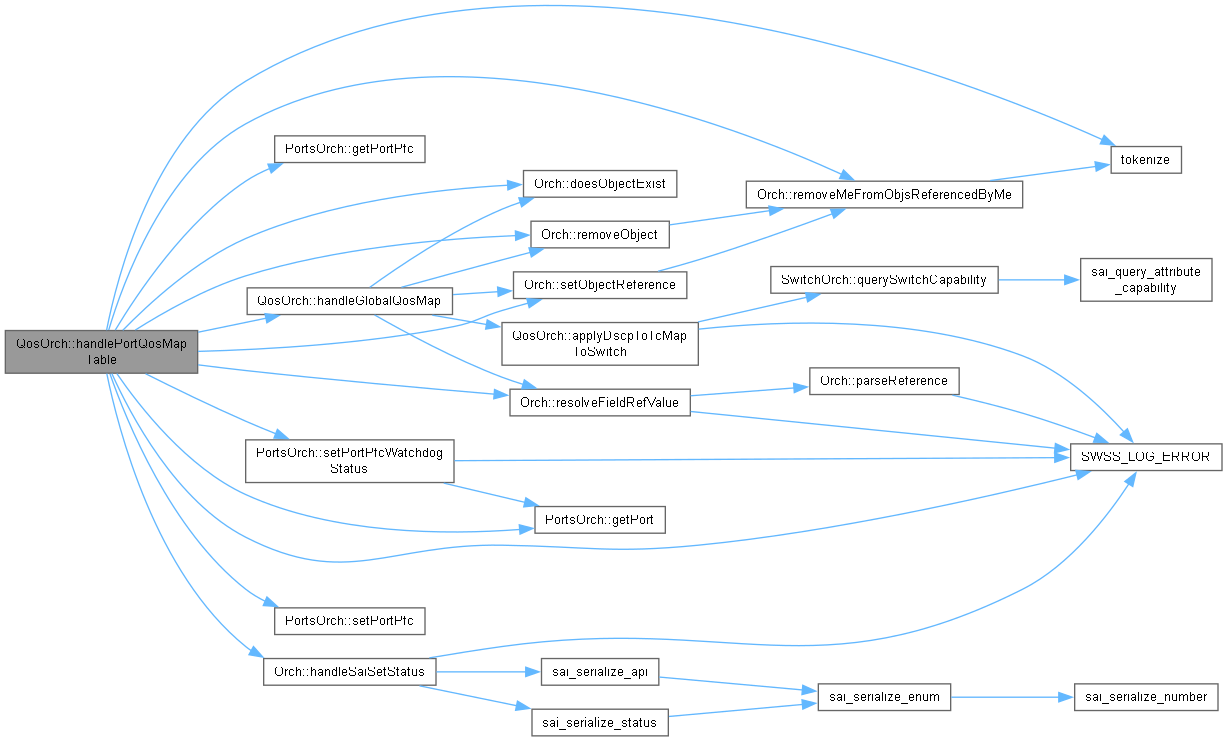 QosOrch::handlePortQosMap
Table
PortsOrch::getPortPfc
QosOrch::handleGlobalQosMap
PortsOrch::setPortPfcWatchdog
Status
PortsOrch::setPortPfc
Orch::handleSaiSetStatus
Orch::doesObjectExist
Orch::removeObject
Orch::setObjectReference
QosOrch::applyDscpToTcMap
ToSwitch
Orch::resolveFieldRefValue
PortsOrch::getPort
sai_serialize_api
sai_serialize_status
Orch::removeMeFromObjsReferencedByMe
SwitchOrch::querySwitchCapability
Orch::parseReference
sai_serialize_enum
tokenize
sai_query_attribute
_capability
SWSS_LOG_ERROR
sai_serialize_number